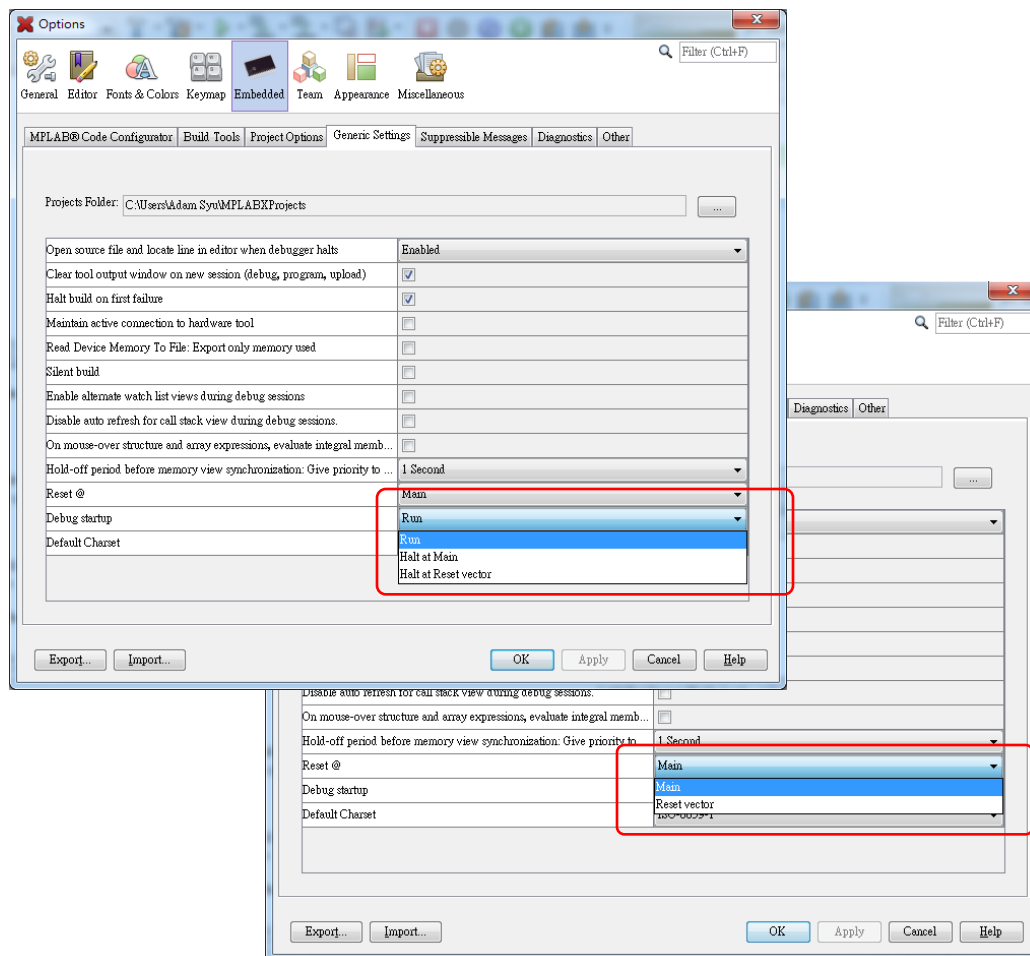 Options
Filter (Ctrl+F)
General Editor Fonts & Colors Keymap Embedded Team Appearance Miscellaneous
MPLAB® Code Configurator Build Tools Project Options Generic Settings Suppressible Messages Diagnostics Other
Projects Folder: C:\Users\Adam Syu\MPLABXProjects ...
Open source file and locate line in editor when debugger halts Enabled
Clear tool output window on new session (debug, program, upload)
Halt build on first failure
Maintain active connection to hardware tool
Read Device Memory To File: Export only memory used
Silent build
Enable alternate watch list views during debug sessions
Disable auto refresh for call stack view during debug sessions.
On mouse-over structure and array expressions, evaluate integral memb...
Hold-off period before memory view synchronization: Give priority to ... 1 Second
Reset @ Main
Debug startup Run
Default Charset Run
Halt at Main
Halt at Reset vector
Export... Import... OK Apply Cancel Help
Filter (Ctrl+F)
Diagnostics Other
...
Disable auto refresh for call stack view during debug sessions.
On mouse-over structure and array expressions, evaluate integral memb...
Hold-off period before memory view synchronization: Give priority to ... 1 Second
Reset @ Main
Debug startup Main
Reset vector
Default Charset ISO-8859-1
Export... Import... OK Apply Cancel Help